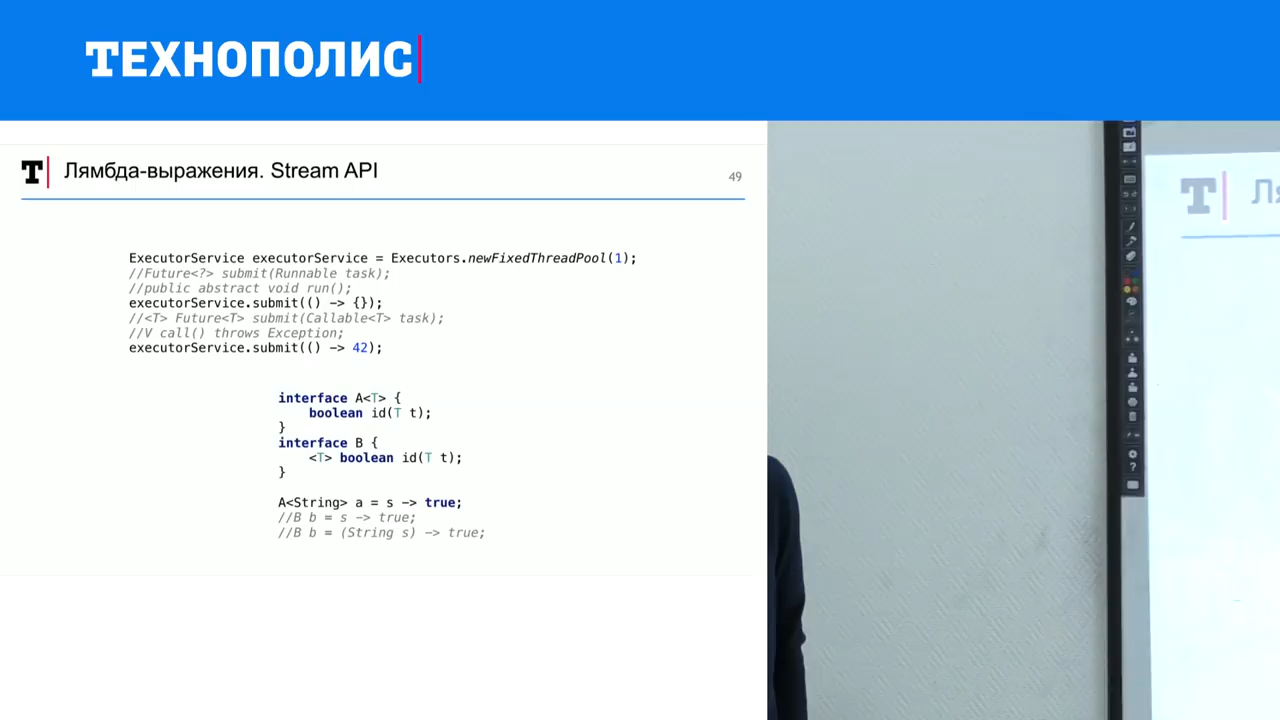 ТЕХНОПОЛИС
Т Лямбда-выражения. Stream API
49
ExecutorService executorService = Executors.newFixedThreadPool(1);
//Future<?> submit(Runnable task);
//public abstract void run();
executorService.submit(() -> {});
//<T> Future<T> submit(Callable<T> task);
//V call() throws Exception;
executorService.submit(() -> 42);
interface A<T> {
    boolean id(T t);
}
interface B {
    <T> boolean id(T t);
}
A<String> a = s -> true;
//B b = s -> true;
//B b = (String s) -> true;
Т Ля